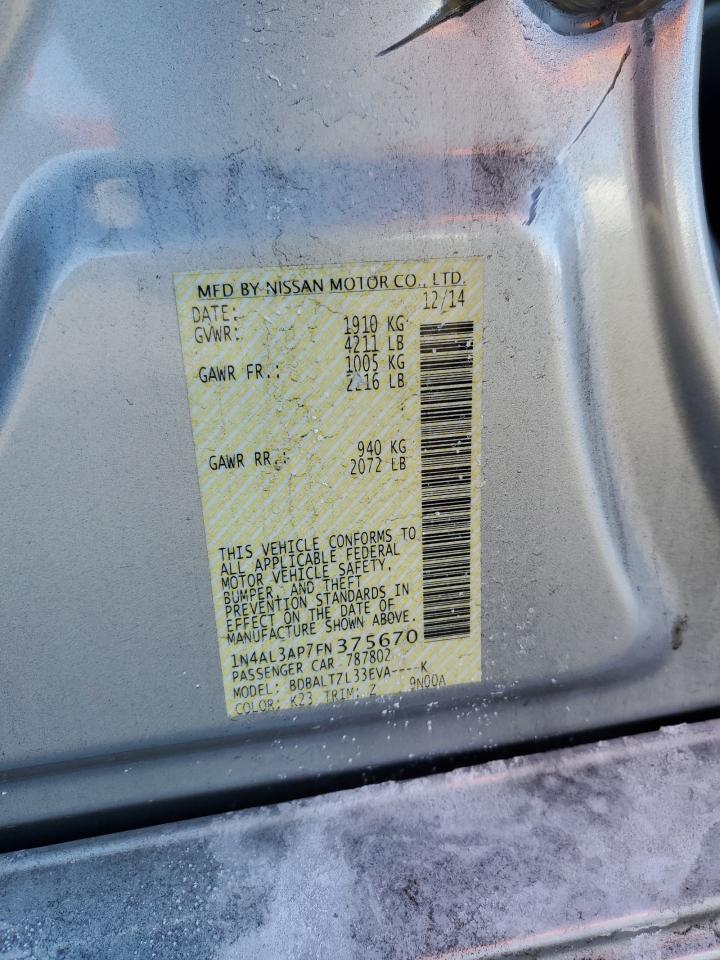 MFD BY NISSAN MOTOR CO., LTD.
DATE: 12/14
GVWR: 1910 KG
4211 LB
GAWR FR.: 1005 KG
2216 LB
GAWR RR.: 940 KG
2072 LB
THIS VEHICLE CONFORMS TO
ALL APPLICABLE FEDERAL
MOTOR VEHICLE SAFETY,
BUMPER, AND THEFT
PREVENTION STANDARDS IN
EFFECT ON THE DATE OF
MANUFACTURE SHOWN ABOVE.
1N4AL3AP7FN375670
PASSENGER CAR 787802
MODEL: BDBALT7L33EVA----K
COLOR: K23 TRIM: Z 9N00A